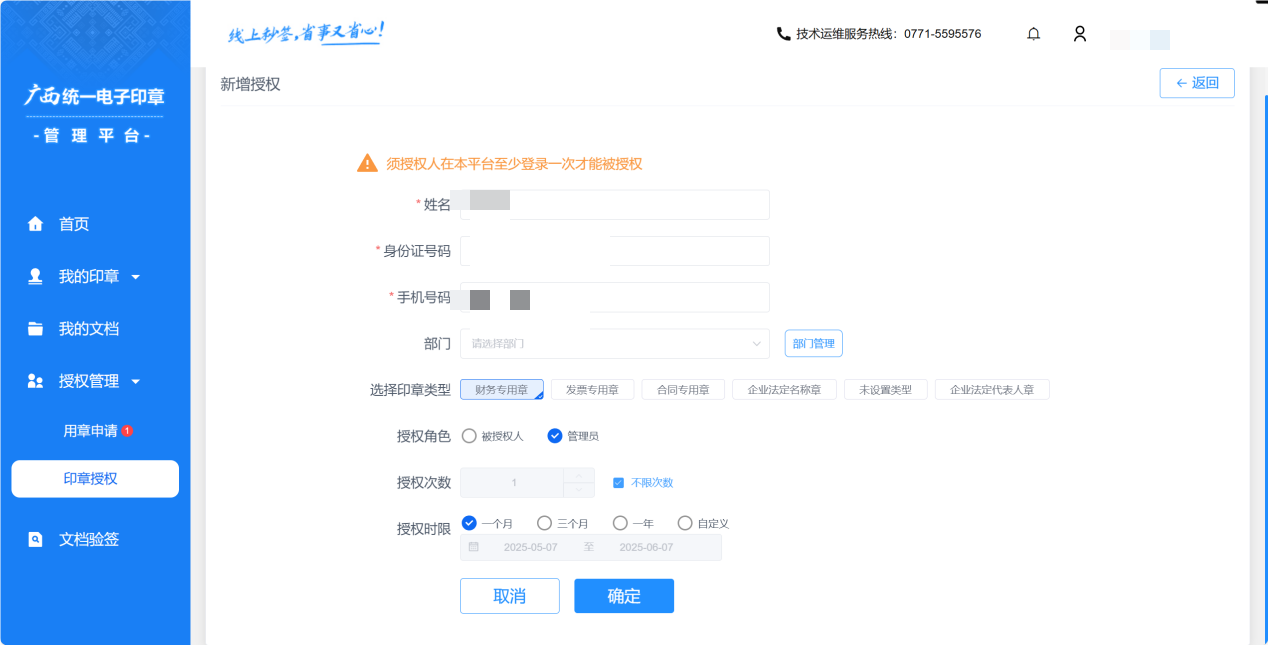 线上秒签,省事又省心!
技术运维服务热线：0771-5595576
广西统一电子印章
-管理平台-
首页
我的印章
我的文档
授权管理
用章申请 1
印章授权
文档验签
新增授权
← 返回
须授权人在本平台至少登录一次才能被授权
* 姓名
* 身份证号码
* 手机号码
部门 请选择部门 部门管理
选择印章类型 财务专用章 发票专用章 合同专用章 企业法定名称章 未设置类型 企业法定代表人章
授权角色 被授权人 管理员
授权次数 1 不限次数
授权时限 一个月 三个月 一年 自定义
2025-05-07 至 2025-06-07
取消 确定